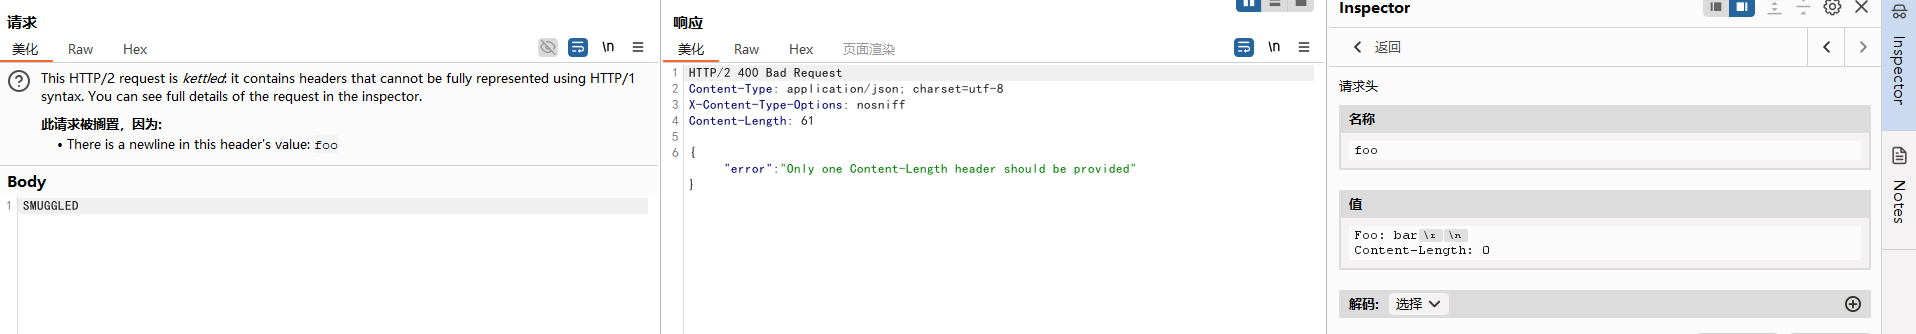 请求
美化 Raw Hex \n
This HTTP/2 request is kettled: it contains headers that cannot be fully represented using HTTP/1
syntax. You can see full details of the request in the inspector.
此请求被搁置，因为:
• There is a newline in this header's value: foo
Body
1 SMUGGLED
响应
美化 Raw Hex 页面渲染 \n
1 HTTP/2 400 Bad Request
2 Content-Type: application/json; charset=utf-8
3 X-Content-Type-Options: nosniff
4 Content-Length: 61
5
6 {
"error":"Only one Content-Length header should be provided"
}
Inspector
返回
请求头
名称
foo
值
Foo: bar\r\n
Content-Length: 0
解码: 选择
Inspector
Notes